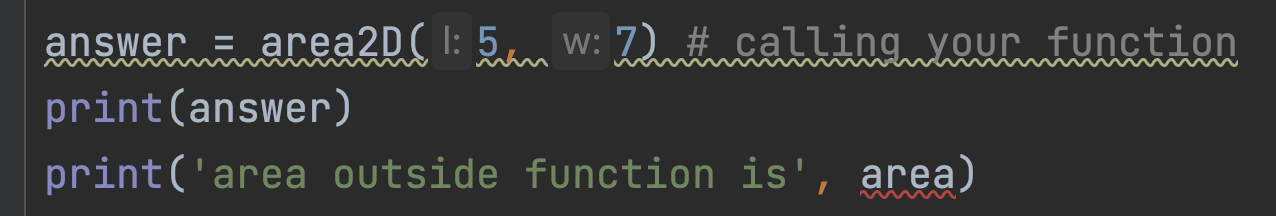 answer = area2D( l: 5, w: 7) # calling your function
print(answer)
print('area outside function is', area)